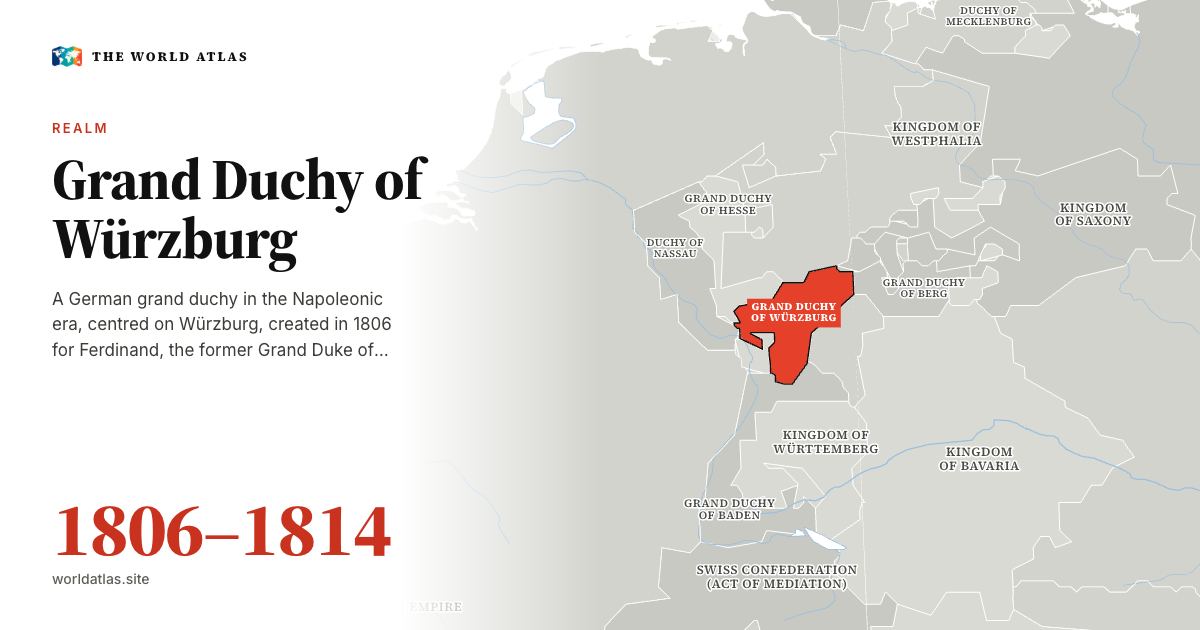 THE WORLD ATLAS
REALM
Grand Duchy of
Würzburg
A German grand duchy in the Napoleonic
era, centred on Würzburg, created in 1806
for Ferdinand, the former Grand Duke of...
1806–1814
worldatlas.site
DUCHY OF
MECKLENBURG
KINGDOM OF
WESTPHALIA
GRAND DUCHY
OF HESSE
KINGDOM
OF SAXONY
DUCHY OF
NASSAU
GRAND DUCHY
OF BERG
GRAND DUCHY
OF WÜRZBURG
KINGDOM OF
WÜRTTEMBERG
KINGDOM
OF BAVARIA
GRAND DUCHY
OF BADEN
SWISS CONFEDERATION
(ACT OF MEDIATION)
EMPIRE